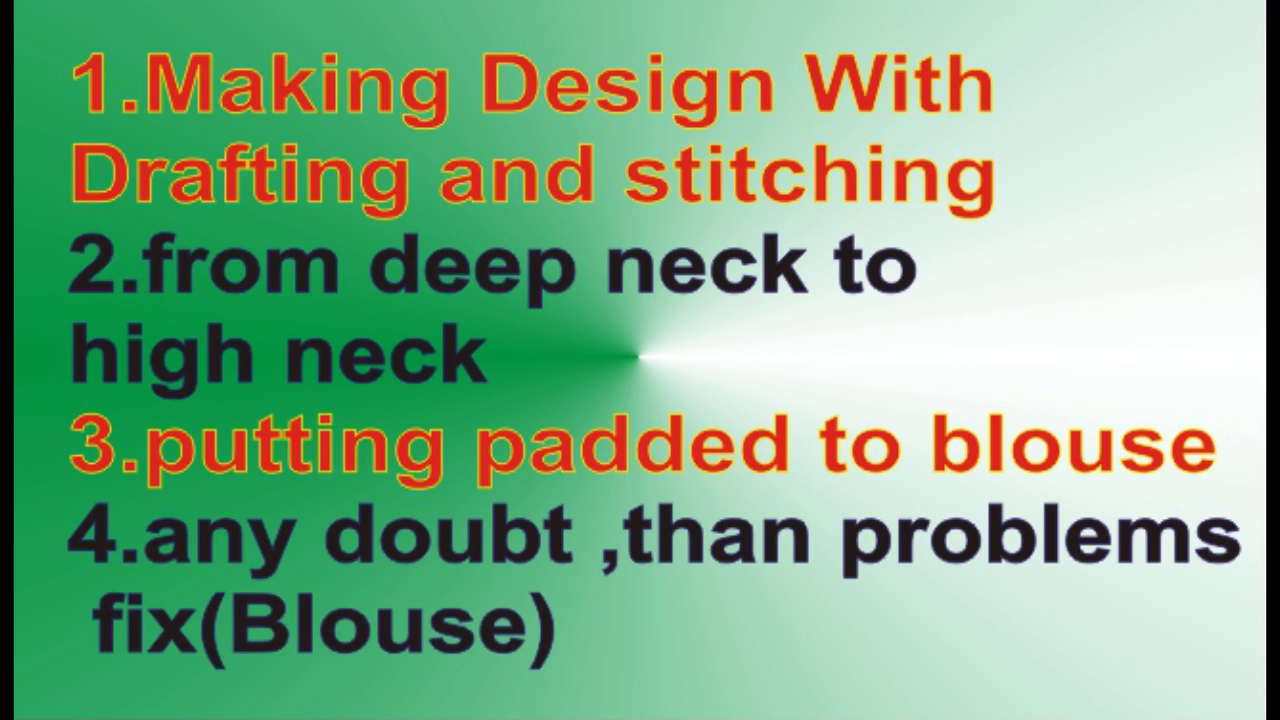 1.Making Design With
Drafting and stitching
2.from deep neck to
high neck
3.putting padded to blouse
4.any doubt ,than problems
fix(Blouse)